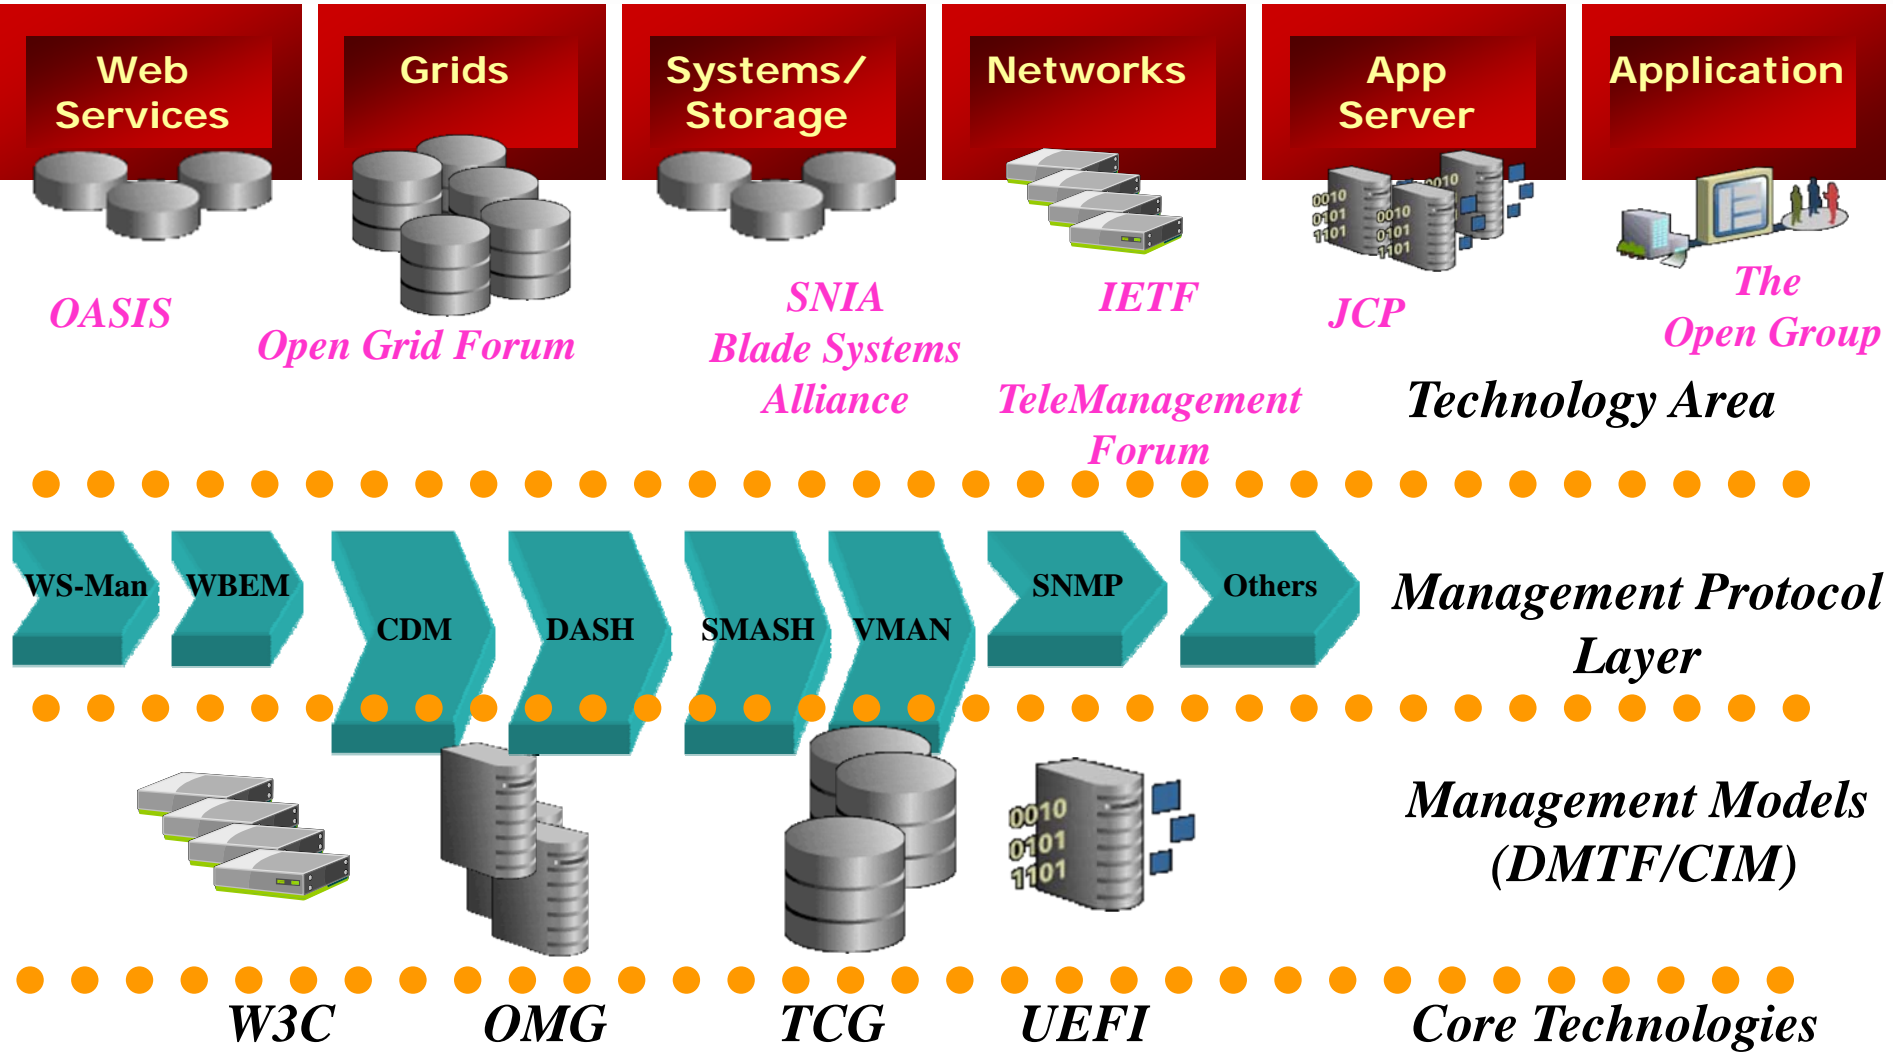 Web
Services
Grids
Systems/
Storage
Networks
App
Server
Application
0010
0101
1101
0010
0101
1101
0010
OASIS
Open Grid Forum
SNIA
Blade Systems
Alliance
IETF
TeleManagement
Forum
JCP
The
Open Group
Technology Area
WS-Man
WBEM
CDM
DASH
SMASH
VMAN
SNMP
Others
Management Protocol
Layer
0010
0101
1101
Management Models
(DMTF/CIM)
W3C
OMG
TCG
UEFI
Core Technologies